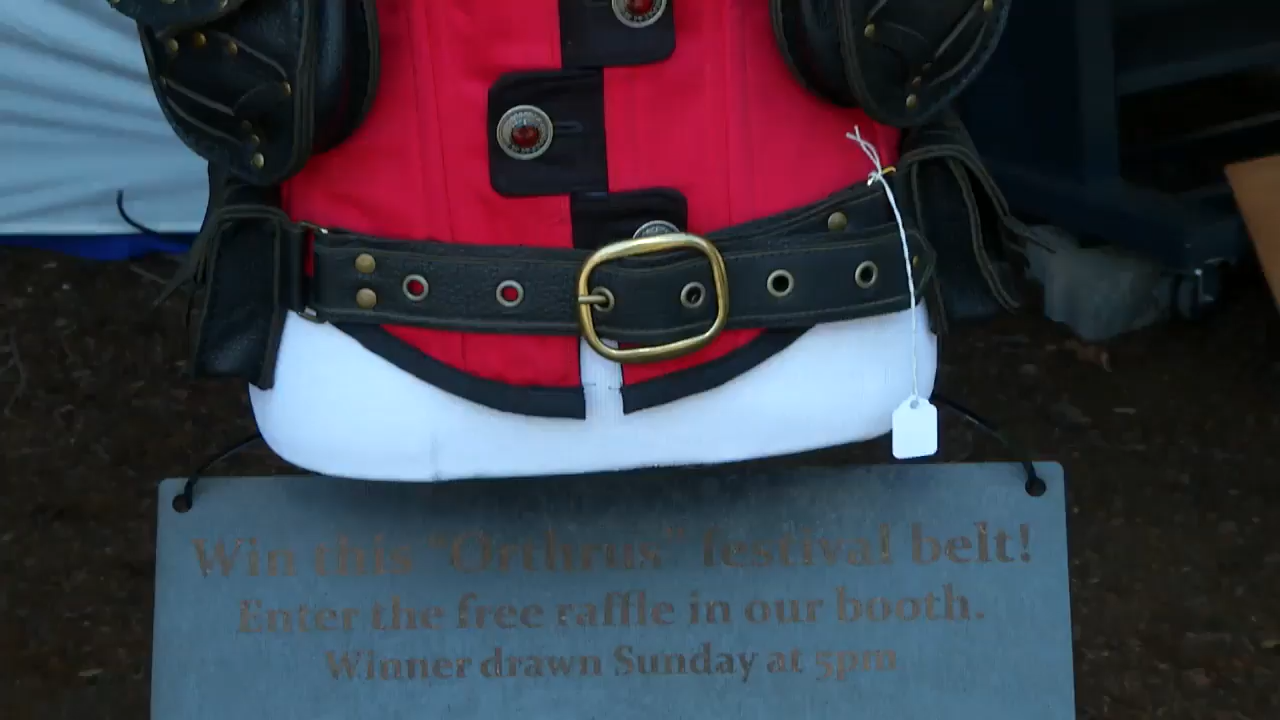 Win this "Orthrus" festival belt!
Enter the free raffle in our booth.
Winner drawn Sunday at 5pm